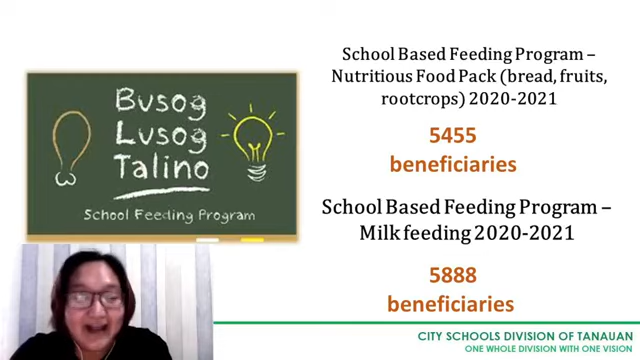 Busog
Lusog
Talino
School Feeding Program
School Based Feeding Program –
Nutritious Food Pack (bread, fruits,
rootcrops) 2020-2021
5455
beneficiaries
School Based Feeding Program –
Milk feeding 2020-2021
5888
beneficiaries
CITY SCHOOLS DIVISION OF TANAUAN
ONE WHOLE DIVISION WITH ONE VISION